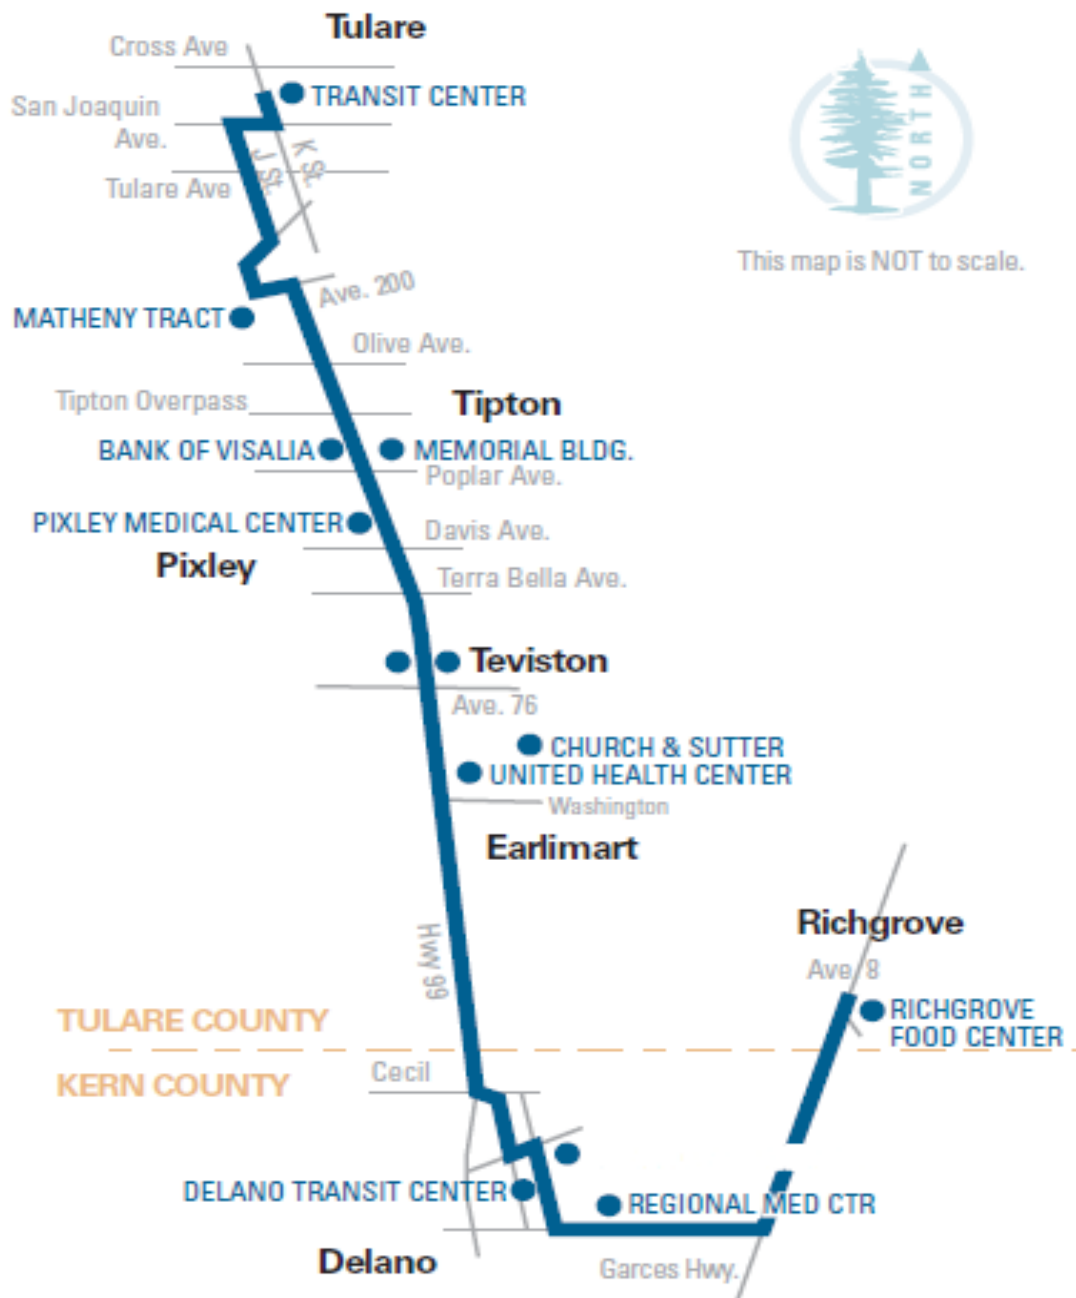 Tulare
Cross Ave
TRANSIT CENTER
San Joaquin
Ave.
K St.
J St.
Tulare Ave
NORTH
This map is NOT to scale.
Ave. 200
MATHENY TRACT
Olive Ave.
Tipton Overpass
Tipton
BANK OF VISALIA
MEMORIAL BLDG.
Poplar Ave.
PIXLEY MEDICAL CENTER
Davis Ave.
Pixley
Terra Bella Ave.
Teviston
Ave. 76
CHURCH & SUTTER
UNITED HEALTH CENTER
Washington
Earlimart
Hwy 99
Richgrove
Ave. 8
RICHGROVE
FOOD CENTER
TULARE COUNTY
KERN COUNTY
Cecil
DELANO TRANSIT CENTER
REGIONAL MED CTR
Delano
Garces Hwy.